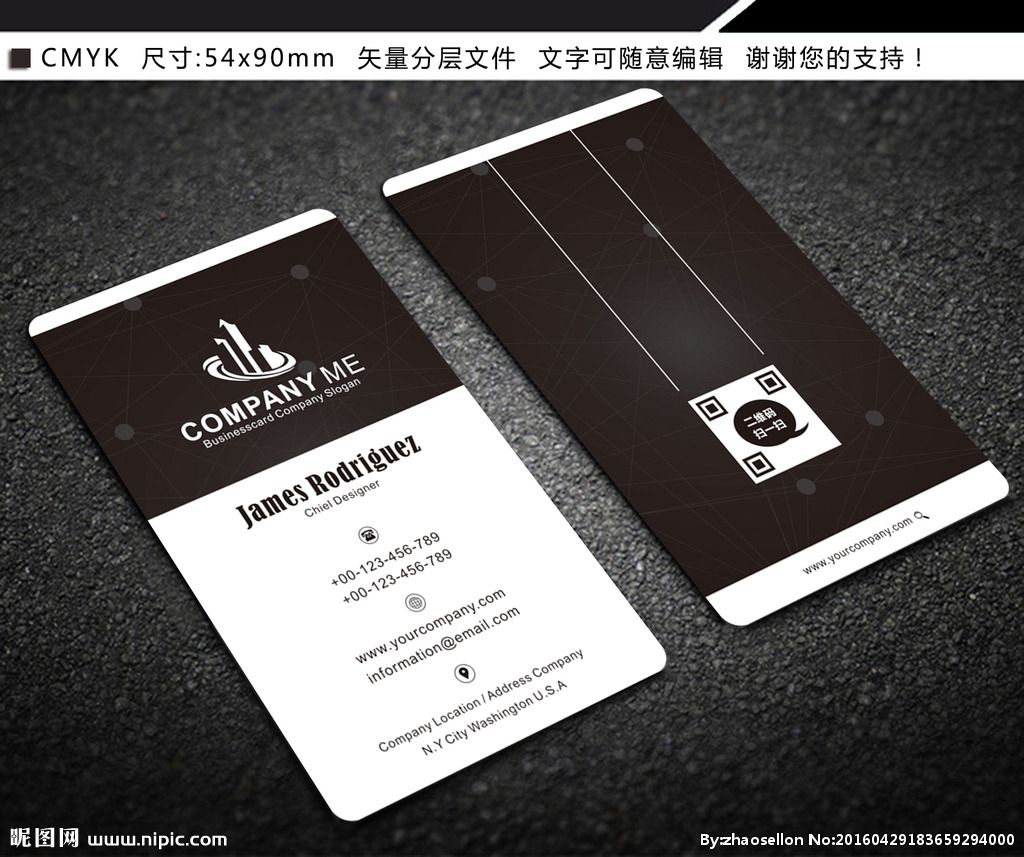 CMYK 尺寸:54x90mm 矢量分层文件 文字可随意编辑 谢谢您的支持！
COMPANY ME
Businesscard Company Slogan
James Rodriguez
Chiel Designer
+00-123-456-789
+00-123-456-789
www.yourcompany.com
information@email.com
Company Location / Address Company
N.Y City Washington U.S.A
二维码
扫一扫
www.yourcompany.com
昵图网 www.nipic.com
By:zhaosellon No:20160429183659294000